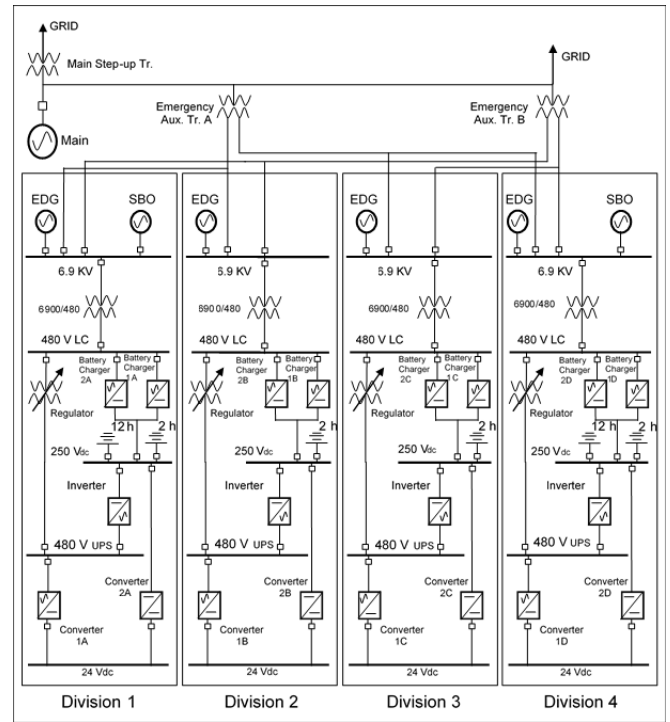 GRID
Main Step-up Tr.
GRID
Emergency
Aux. Tr. A
Emergency
Aux. Tr. B
Main
EDG
SBO
6.9 KV
6900/480
480 V LC
Battery
Charger
2A
Battery
Charger
1A
Regulator
12 h
2 h
250 Vdc
Inverter
480 V UPS
Converter
2A
Converter
1A
24 Vdc
Division 1
EDG
6.9 KV
6900/480
480 V LC
Battery
Charger
2B
Battery
Charger
1B
Regulator
2 h
250 Vdc
Inverter
480 V UPS
Converter
2B
Converter
1B
24 Vdc
Division 2
EDG
6.9 KV
6900/480
480 V LC
Battery
Charger
2C
Battery
Charger
1C
Regulator
2 h
250 Vdc
Inverter
480 V UPS
Converter
2C
Converter
1C
24 Vdc
Division 3
EDG
SBO
6.9 KV
6900/480
480 V LC
Battery
Charger
2D
Battery
Charger
1D
Regulator
12 h
2 h
250 Vdc
Inverter
480 V UPS
Converter
2D
Converter
1D
24 Vdc
Division 4